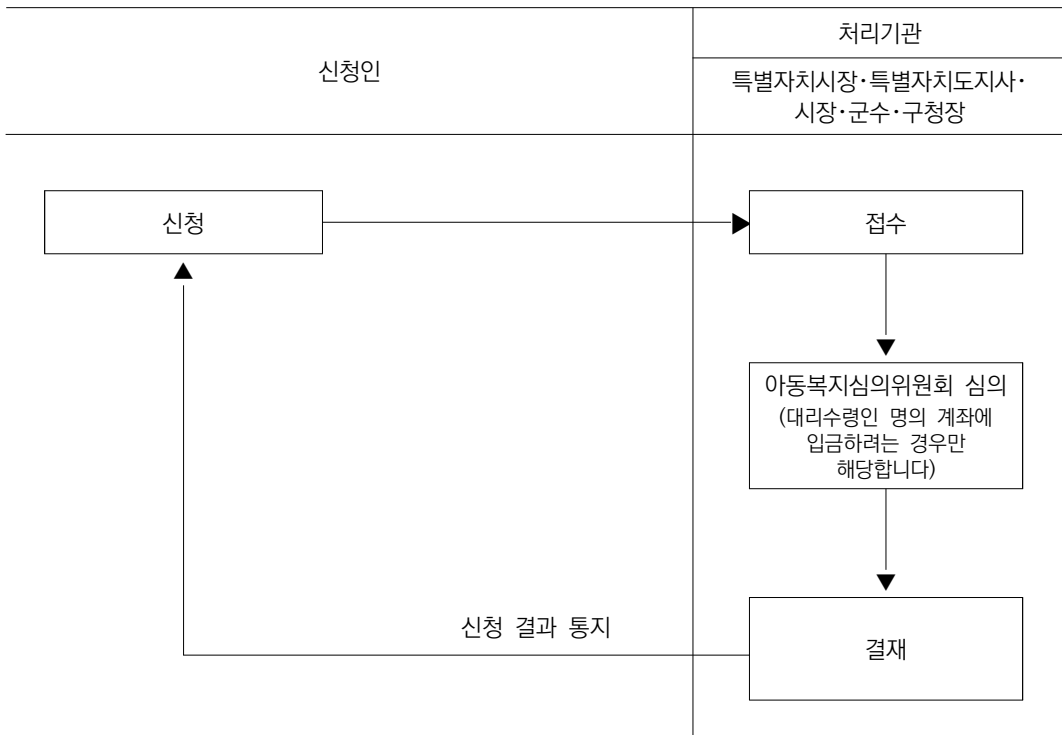 신청인
처리기관
특별자치시장·특별자치도지사·
시장·군수·구청장
신청
접수
아동복지심의위원회 심의
(대리수령인 명의 계좌에
입금하려는 경우만
해당합니다)
신청 결과 통지
결재